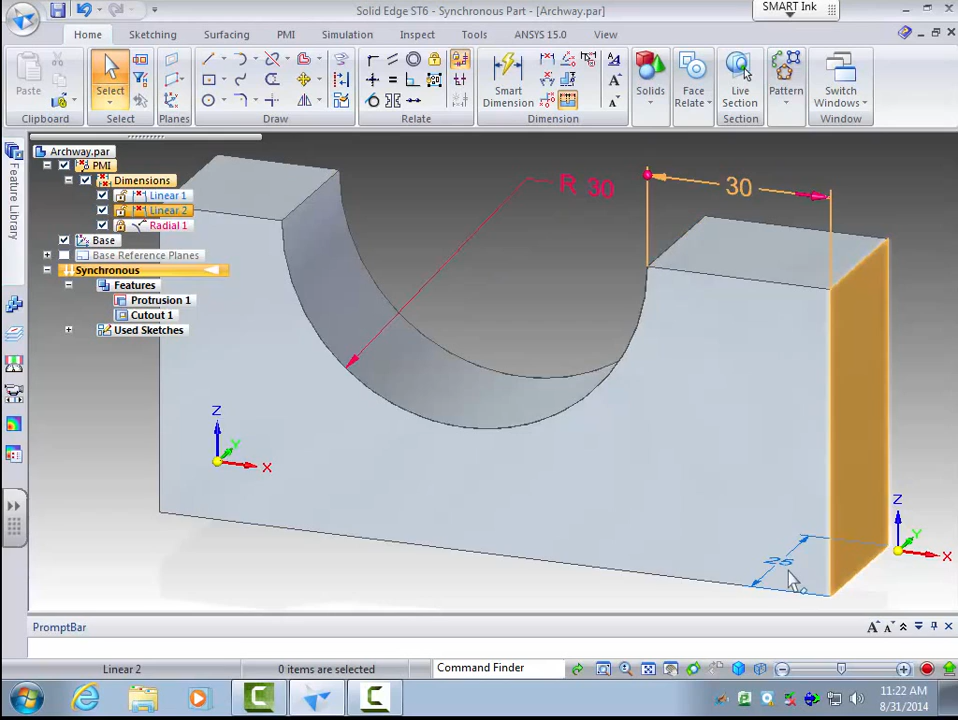 Solid Edge ST6 - Synchronous Part - [Archway.par]
SMART Ink
Home Sketching Surfacing PMI Simulation Inspect Tools ANSYS 15.0 View
Paste
Select
Smart
Dimension
Solids
Face
Relate
Live
Section
Pattern
Switch
Windows
Clipboard Select Planes Draw Relate Dimension Section Window
Feature Library
Archway.par
PMI
Dimensions
Linear 1
Linear 2
Radial 1
Base
Base Reference Planes
Synchronous
Features
Protrusion 1
Cutout 1
Used Sketches
R 30
30
25
Z
Y
X
Z
Y
X
PromptBar
Linear 2
0 items are selected
Command Finder
11:22 AM
8/31/2014